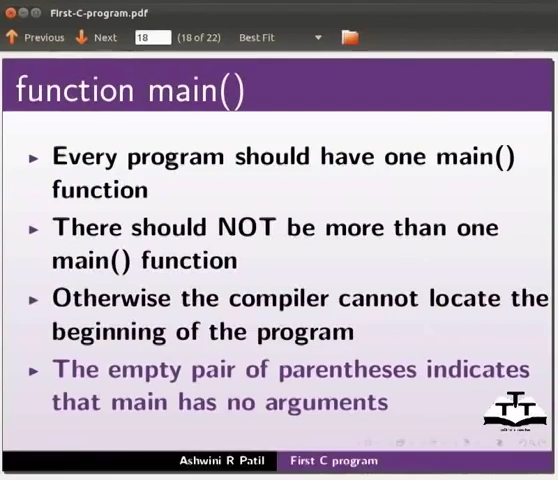 First-C-program.pdf
Previous Next 18 (18 of 22) Best Fit
function main()
Every program should have one main()
function
There should NOT be more than one
main() function
Otherwise the compiler cannot locate the
beginning of the program
The empty pair of parentheses indicates
that main has no arguments
Ashwini R Patil First C program